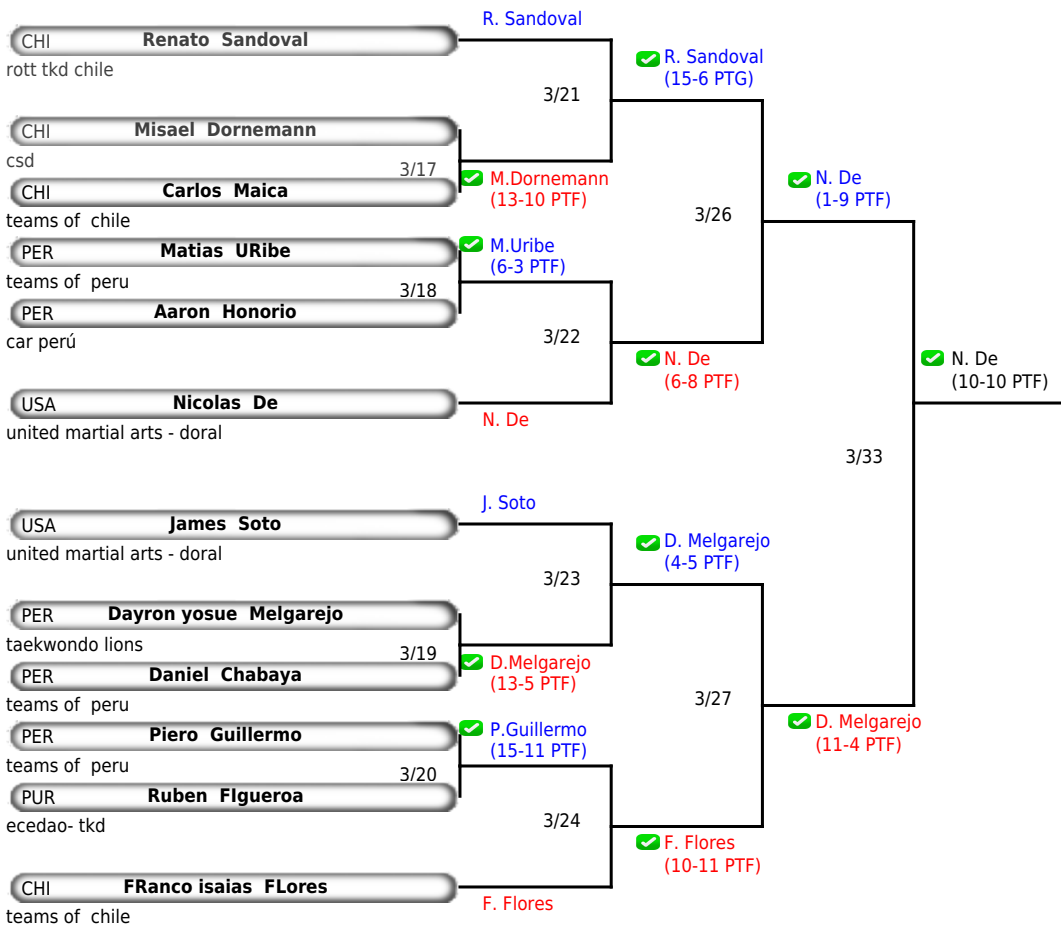 R. Sandoval
CHI Renato Sandoval
rott tkd chile
R. Sandoval
(15-6 PTG)
3/21
CHI Misael Dornemann
csd
3/17
M.Dornemann
(13-10 PTF)
CHI Carlos Maica
teams of chile
N. De
(1-9 PTF)
3/26
PER Matias URibe
teams of peru
M.Uribe
(6-3 PTF)
3/18
PER Aaron Honorio
car perú
3/22
N. De
(6-8 PTF)
N. De
(10-10 PTF)
USA Nicolas De
united martial arts - doral
N. De
3/33
J. Soto
USA James Soto
united martial arts - doral
D. Melgarejo
(4-5 PTF)
3/23
PER Dayron yosue Melgarejo
taekwondo lions
3/19
D.Melgarejo
(13-5 PTF)
PER Daniel Chabaya
teams of peru
3/27
D. Melgarejo
(11-4 PTF)
PER Piero Guillermo
teams of peru
P.Guillermo
(15-11 PTF)
3/20
PUR Ruben FIgueroa
ecedao- tkd
3/24
F. Flores
(10-11 PTF)
CHI FRanco isaias FLores
teams of chile
F. Flores